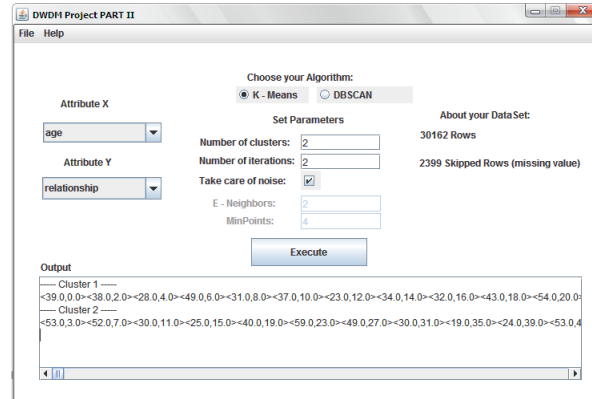 DWDM Project PART II
File Help
Choose your Algorithm:
K - Means DBSCAN
Attribute X
age
Attribute Y
relationship
Set Parameters
Number of clusters: 2
Number of iterations: 2
Take care of noise:
E - Neighbors: 2
MinPoints: 4
About your DataSet:
30162 Rows
2399 Skipped Rows (missing value)
Execute
Output
----- Cluster 1 -----
<39.0,0.0><38.0,2.0><28.0,4.0><49.0,6.0><31.0,8.0><37.0,10.0><23.0,12.0><34.0,14.0><32.0,16.0><43.0,18.0><54.0,20.0>
----- Cluster 2 -----
<53.0,3.0><52.0,7.0><30.0,11.0><25.0,15.0><40.0,19.0><59.0,23.0><49.0,27.0><30.0,31.0><19.0,35.0><24.0,39.0><53.0,4